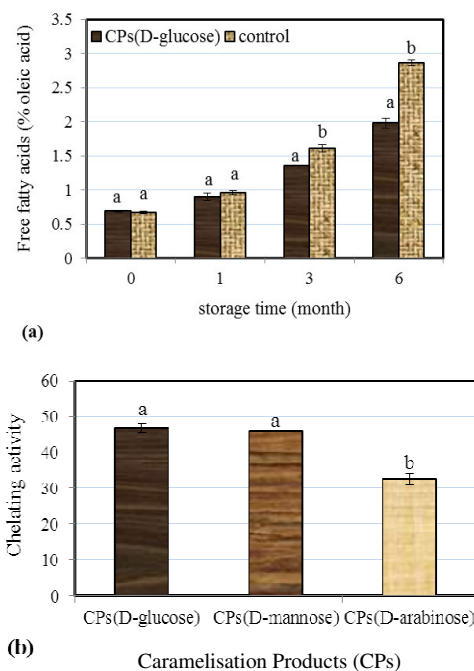 3.5
CPs(D-glucose) control
3
b
2.5
a
2
b
a
1.5
a a
1
a a
0.5
0
0 1 3 6
Free fatty acids (% oleic acid)
storage time (month)
(a)
60
50
a
a
40
b
30
20
10
0
Chelating activity
CPs(D-glucose) CPs(D-mannose) CPs(D-arabinose)
(b)
Caramelisation Products (CPs)